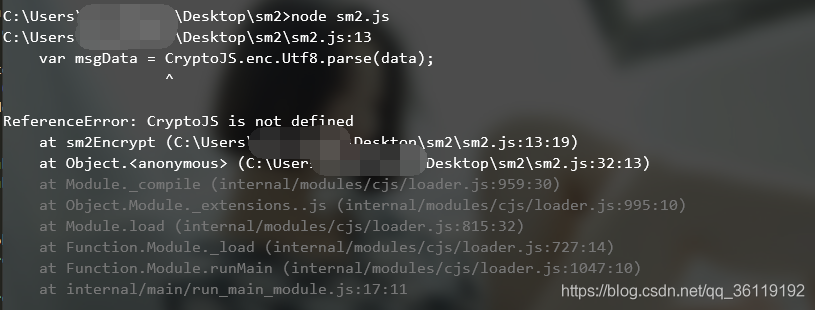 C:\Users\ \Desktop\sm2>node sm2.js
C:\Users\ \Desktop\sm2\sm2.js:13
    var msgData = CryptoJS.enc.Utf8.parse(data);
                  ^
ReferenceError: CryptoJS is not defined
    at sm2Encrypt (C:\Users\ Desktop\sm2\sm2.js:13:19)
    at Object.<anonymous> (C:\Users Desktop\sm2\sm2.js:32:13)
    at Module._compile (internal/modules/cjs/loader.js:959:30)
    at Object.Module._extensions..js (internal/modules/cjs/loader.js:995:10)
    at Module.load (internal/modules/cjs/loader.js:815:32)
    at Function.Module._load (internal/modules/cjs/loader.js:727:14)
    at Function.Module.runMain (internal/modules/cjs/loader.js:1047:10)
    at internal/main/run_main_module.js:17:11
https://blog.csdn.net/qq_36119192